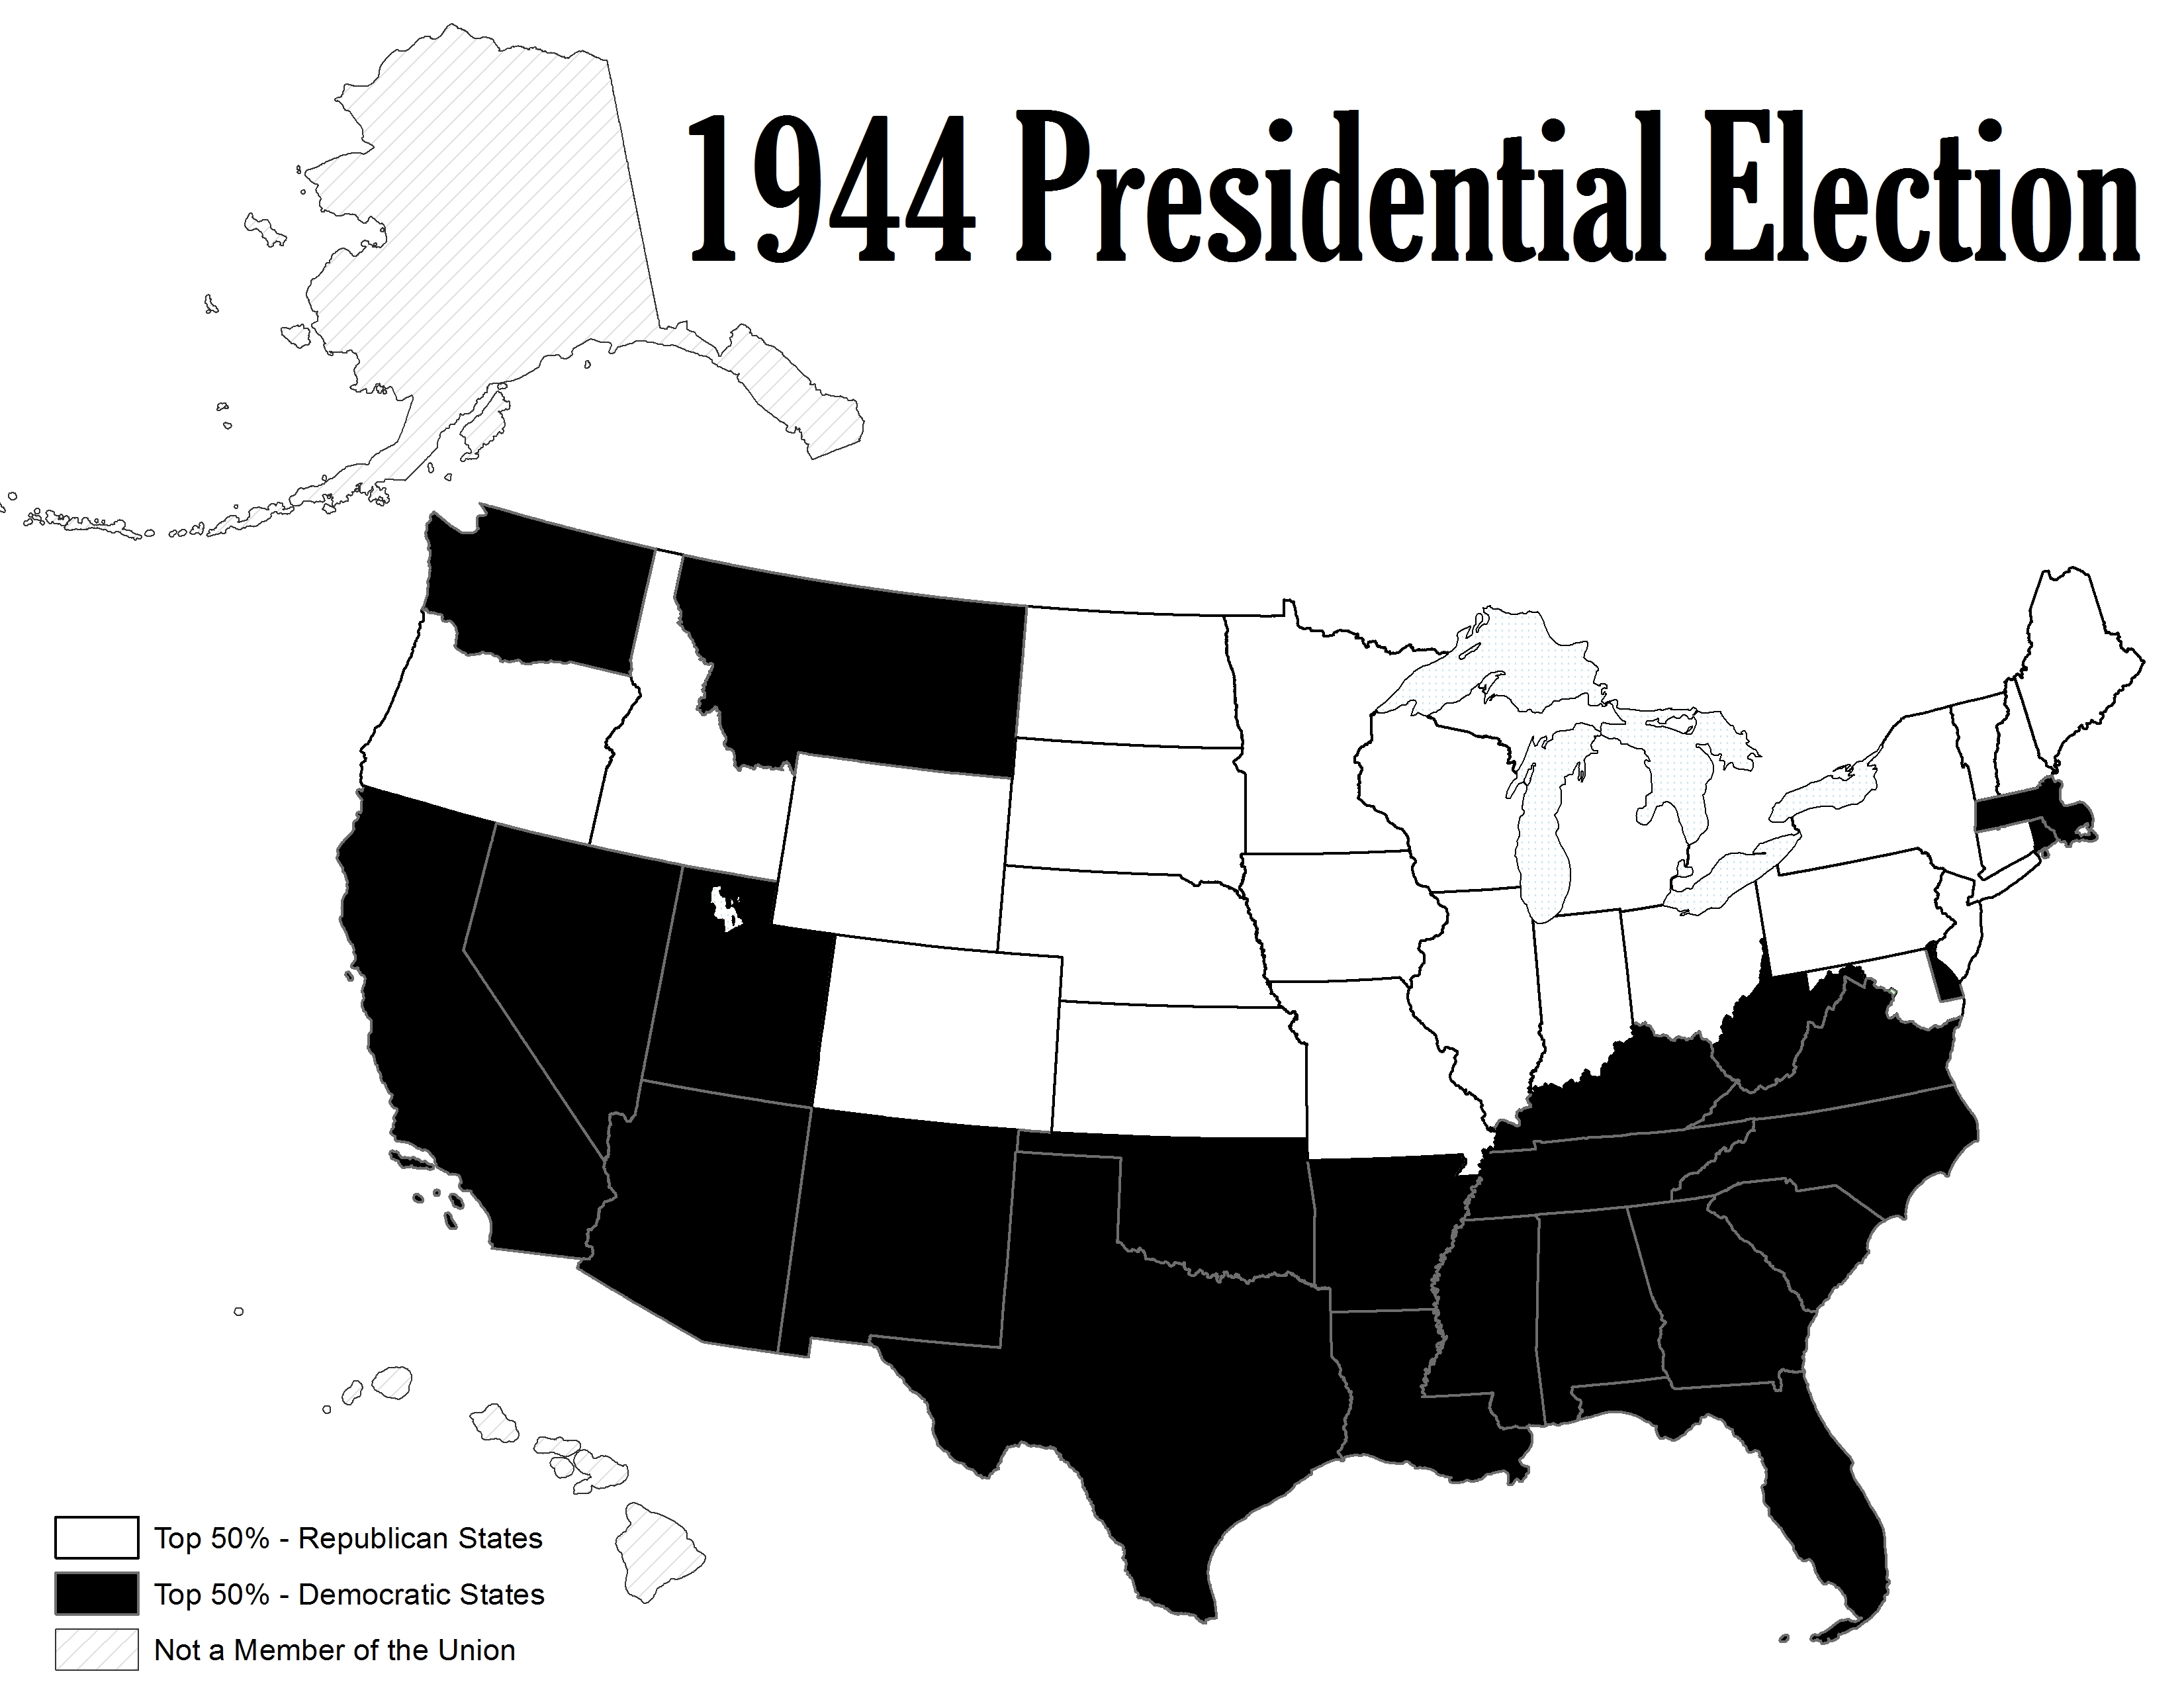 1944 Presidential Election
Top 50% - Republican States
Top 50% - Democratic States
Not a Member of the Union